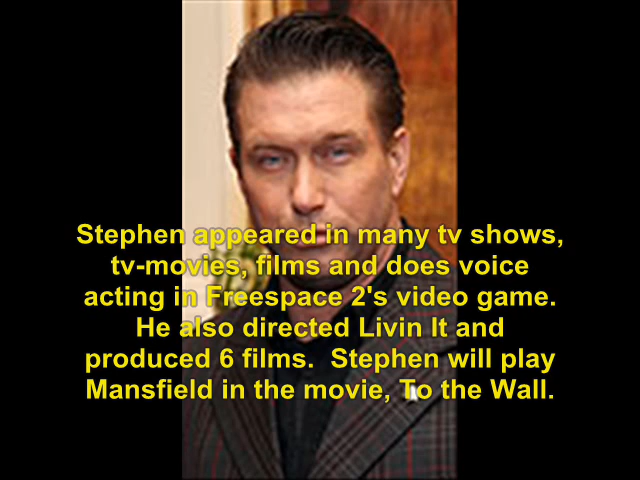 Stephen appeared in many tv shows,
tv-movies, films and does voice
acting in Freespace 2's video game.
He also directed Livin It and
produced 6 films.  Stephen will play
Mansfield in the movie, To the Wall.